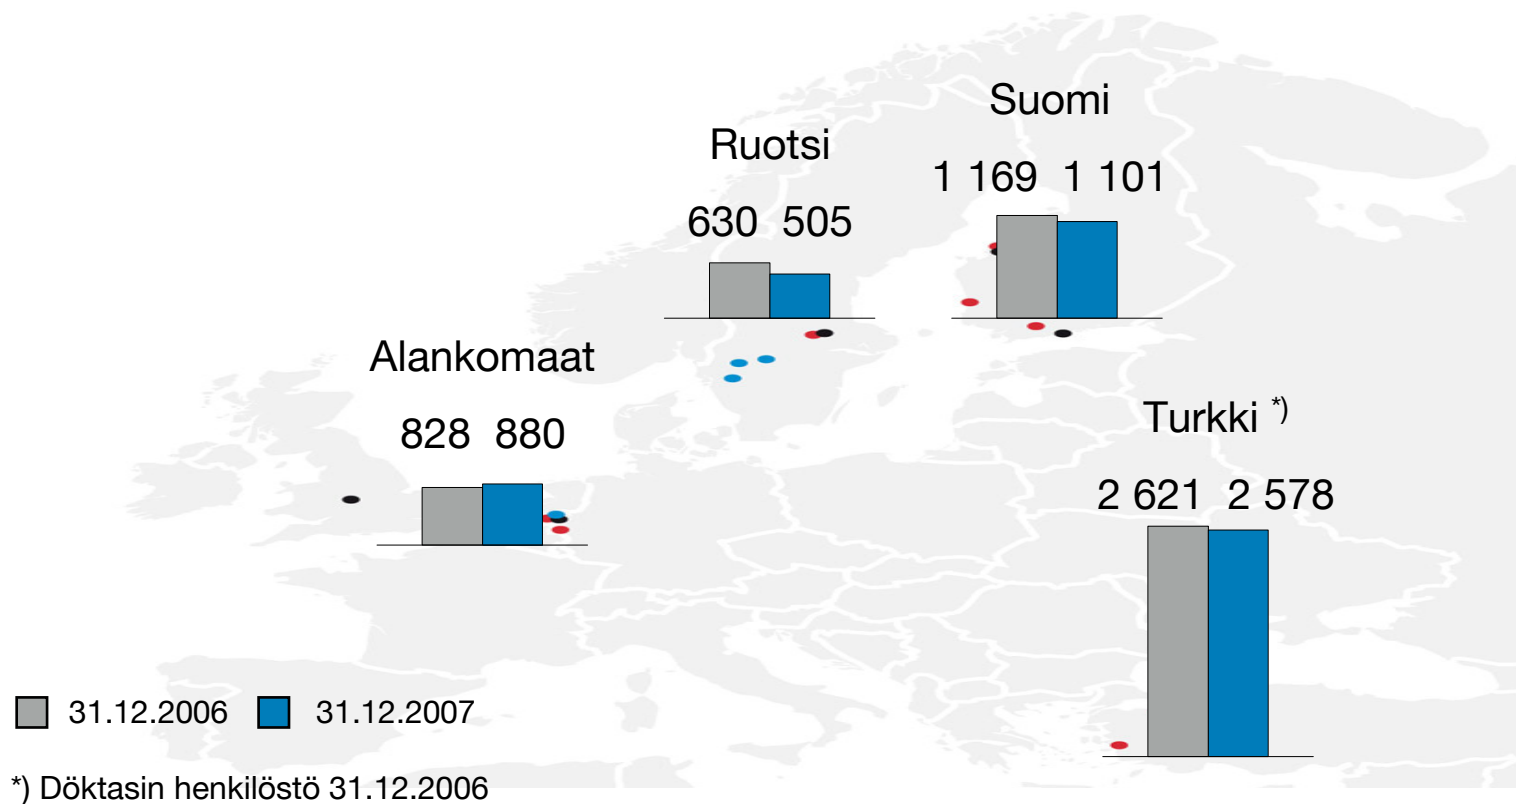 Suomi
1 169 1 101
Ruotsi
630 505
Alankomaat
828 880
Turkki *)
2 621 2 578
31.12.2006 31.12.2007
*) Döktasin henkilöstö 31.12.2006